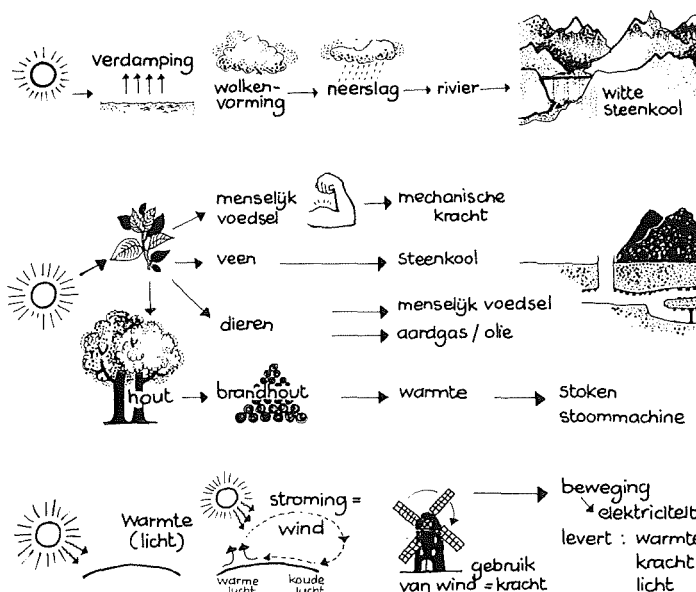 verdamping
wolken-
vorming
neerslag
rivier
witte
steenkool
menselijk
voedsel
mechanische
kracht
veen
steenkool
dieren
menselijk voedsel
aardgas / olie
hout
brandhout
warmte
stoken
stoommachine
warmte
(licht)
stroming =
wind
warme
lucht
koude
lucht
gebruik
van wind = kracht
beweging
elektriciteit
levert : warmte
kracht
licht